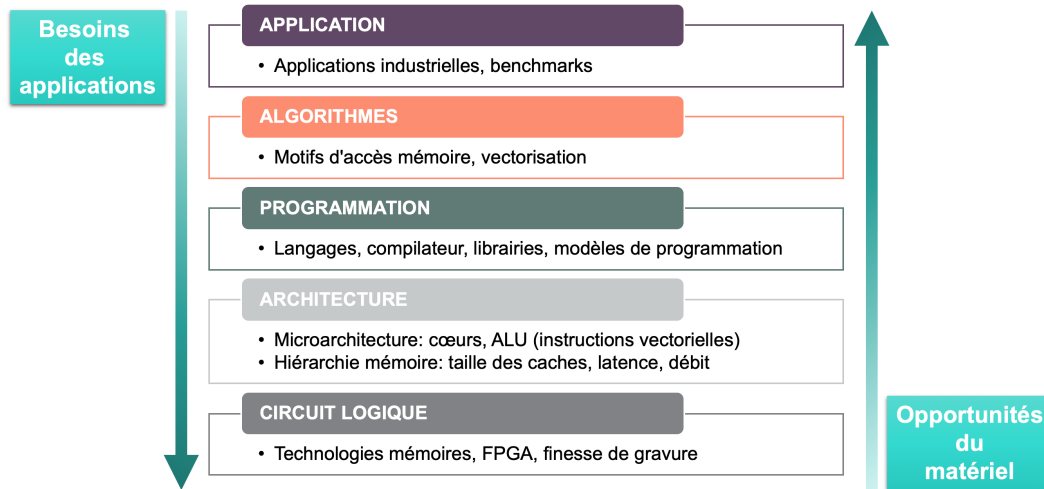 Besoins
des
applications
APPLICATION
• Applications industrielles, benchmarks
ALGORITHMES
• Motifs d'accès mémoire, vectorisation
PROGRAMMATION
• Langages, compilateur, librairies, modèles de programmation
ARCHITECTURE
• Microarchitecture: cœurs, ALU (instructions vectorielles)
• Hiérarchie mémoire: taille des caches, latence, débit
CIRCUIT LOGIQUE
• Technologies mémoires, FPGA, finesse de gravure
Opportunités
du
matériel